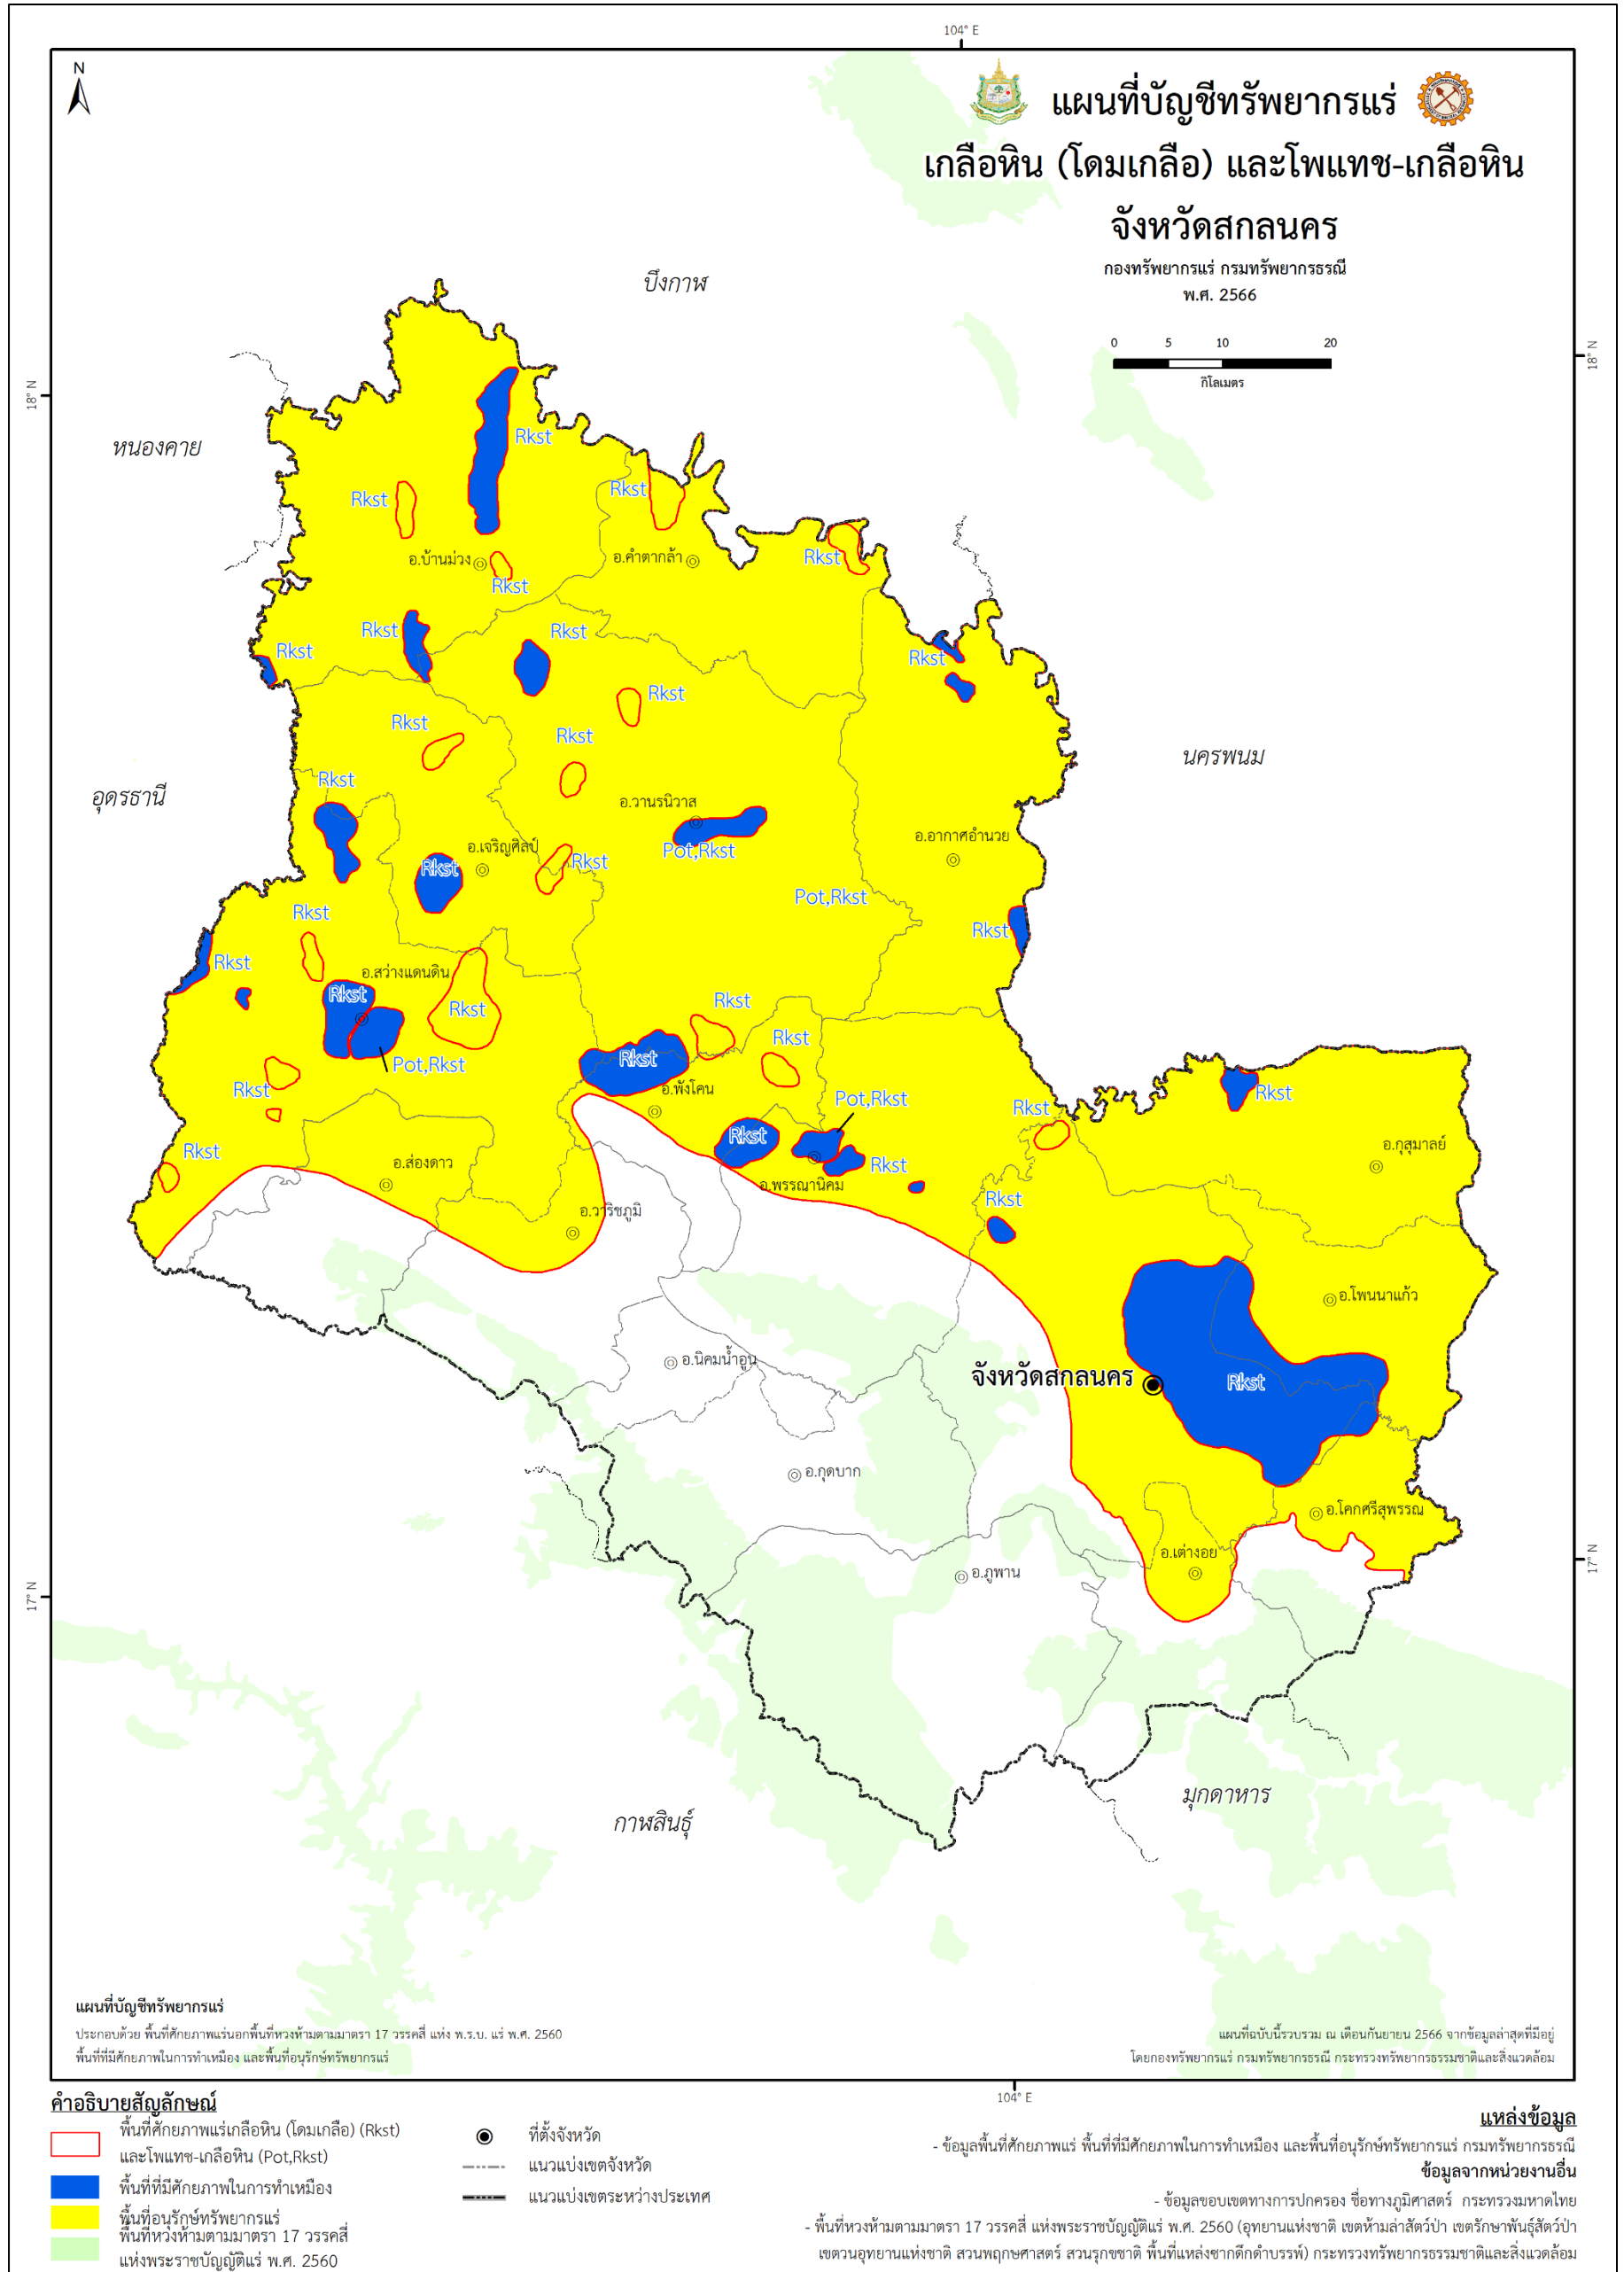 104° E
N
แผนที่บัญชีทรัพยากรแร่
เกลือหิน (โดมเกลือ) และโพแทช-เกลือหิน
จังหวัดสกลนคร
กองทรัพยากรแร่ กรมทรัพยากรธรณี
พ.ศ. 2566
0 5 10 20
กิโลเมตร
บึงกาฬ
18° N
18° N
หนองคาย
Rkst
Rkst
Rkst
อ.บ้านม่วง
อ.คำตากล้า
Rkst
Rkst
Rkst
Rkst
Rkst
Rkst
Rkst
Rkst
Rkst
นครพนม
อุดรธานี
Rkst
Rkst
อ.วานรนิวาส
อ.อากาศอำนวย
อ.เจริญศิลป์
Pot,Rkst
Rkst
Rkst
Pot,Rkst
Rkst
Rkst
Rkst
อ.สว่างแดนดิน
Rkst
Rkst
Rkst
Rkst
Rkst
Pot,Rkst
Rkst
Rkst
อ.พังโคน
Rkst
Pot,Rkst
Rkst
Rkst
อ.กุสุมาลย์
Rkst
Rkst
อ.ส่องดาว
อ.พรรณานิคม
Rkst
อ.วาริชภูมิ
อ.โพนนาแก้ว
อ.นิคมน้ำอูน
จังหวัดสกลนคร
Rkst
อ.กุดบาก
อ.โคกศรีสุพรรณ
อ.เต่างอย
อ.ภูพาน
17° N
17° N
มุกดาหาร
กาฬสินธุ์
แผนที่บัญชีทรัพยากรแร่
ประกอบด้วย พื้นที่ศักยภาพแร่นอกพื้นที่หวงห้ามตามมาตรา 17 วรรคสี่ แห่ง พ.ร.บ. แร่ พ.ศ. 2560
พื้นที่ที่มีศักยภาพในการทำเหมือง และพื้นที่อนุรักษ์ทรัพยากรแร่
แผนที่ฉบับนี้รวบรวม ณ เดือนกันยายน 2566 จากข้อมูลล่าสุดที่มีอยู่
โดยกองทรัพยากรแร่ กรมทรัพยากรธรณี กระทรวงทรัพยากรธรรมชาติและสิ่งแวดล้อม
104° E
คำอธิบายสัญลักษณ์
พื้นที่ศักยภาพแร่เกลือหิน (โดมเกลือ) (Rkst)
และโพแทช-เกลือหิน (Pot,Rkst)
พื้นที่ที่มีศักยภาพในการทำเหมือง
พื้นที่อนุรักษ์ทรัพยากรแร่
พื้นที่หวงห้ามตามมาตรา 17 วรรคสี่
แห่งพระราชบัญญัติแร่ พ.ศ. 2560
ที่ตั้งจังหวัด
แนวแบ่งเขตจังหวัด
แนวแบ่งเขตระหว่างประเทศ
แหล่งข้อมูล
- ข้อมูลพื้นที่ศักยภาพแร่ พื้นที่ที่มีศักยภาพในการทำเหมือง และพื้นที่อนุรักษ์ทรัพยากรแร่ กรมทรัพยากรธรณี
ข้อมูลจากหน่วยงานอื่น
- ข้อมูลขอบเขตทางการปกครอง ชื่อทางภูมิศาสตร์ กระทรวงมหาดไทย
- พื้นที่หวงห้ามตามมาตรา 17 วรรคสี่ แห่งพระราชบัญญัติแร่ พ.ศ. 2560 (อุทยานแห่งชาติ เขตห้ามล่าสัตว์ป่า เขตรักษาพันธุ์สัตว์ป่า
เขตวนอุทยานแห่งชาติ สวนพฤกษศาสตร์ สวนรุกขชาติ พื้นที่แหล่งซากดึกดำบรรพ์) กระทรวงทรัพยากรธรรมชาติและสิ่งแวดล้อม